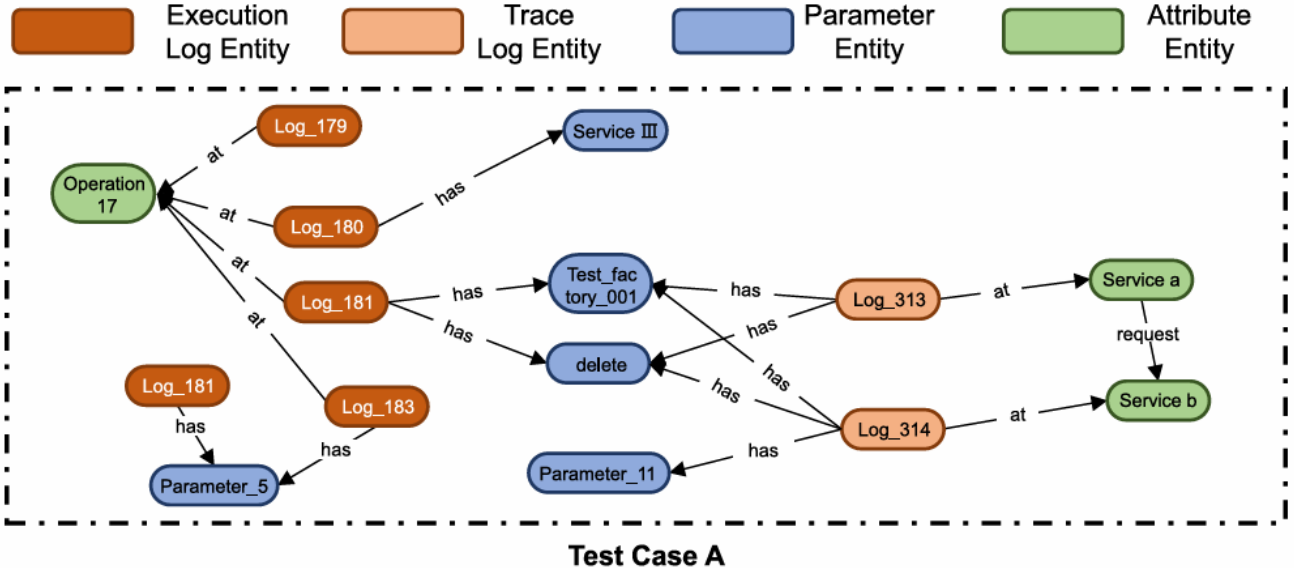 Execution
Log Entity
Trace
Log Entity
Parameter
Entity
Attribute
Entity
Log_179
at
Service Ⅲ
Operation
17
has
at
Log_180
at
Log_181
has
Test_fac
tory_001
has
Log_313
at
Service a
at
has
has
request
delete
has
has
Log_181
has
Log_183
at
Service b
Log_314
has
has
Parameter_5
has
Parameter_11
Test Case A